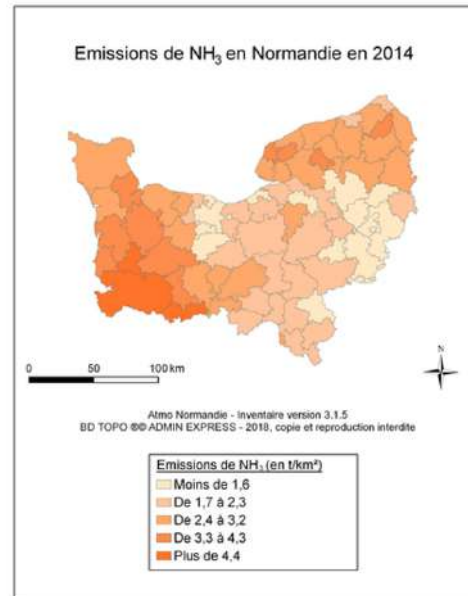 Emissions de NH₃ en Normandie en 2014
N
0 50 100 km
Atmo Normandie - Inventaire version 3.1.5
BD TOPO ®© ADMIN EXPRESS - 2018, copie et reproduction interdite
Emissions de NH₃ (en t/km²)
Moins de 1,6
De 1,7 à 2,3
De 2,4 à 3,2
De 3,3 à 4,3
Plus de 4,4